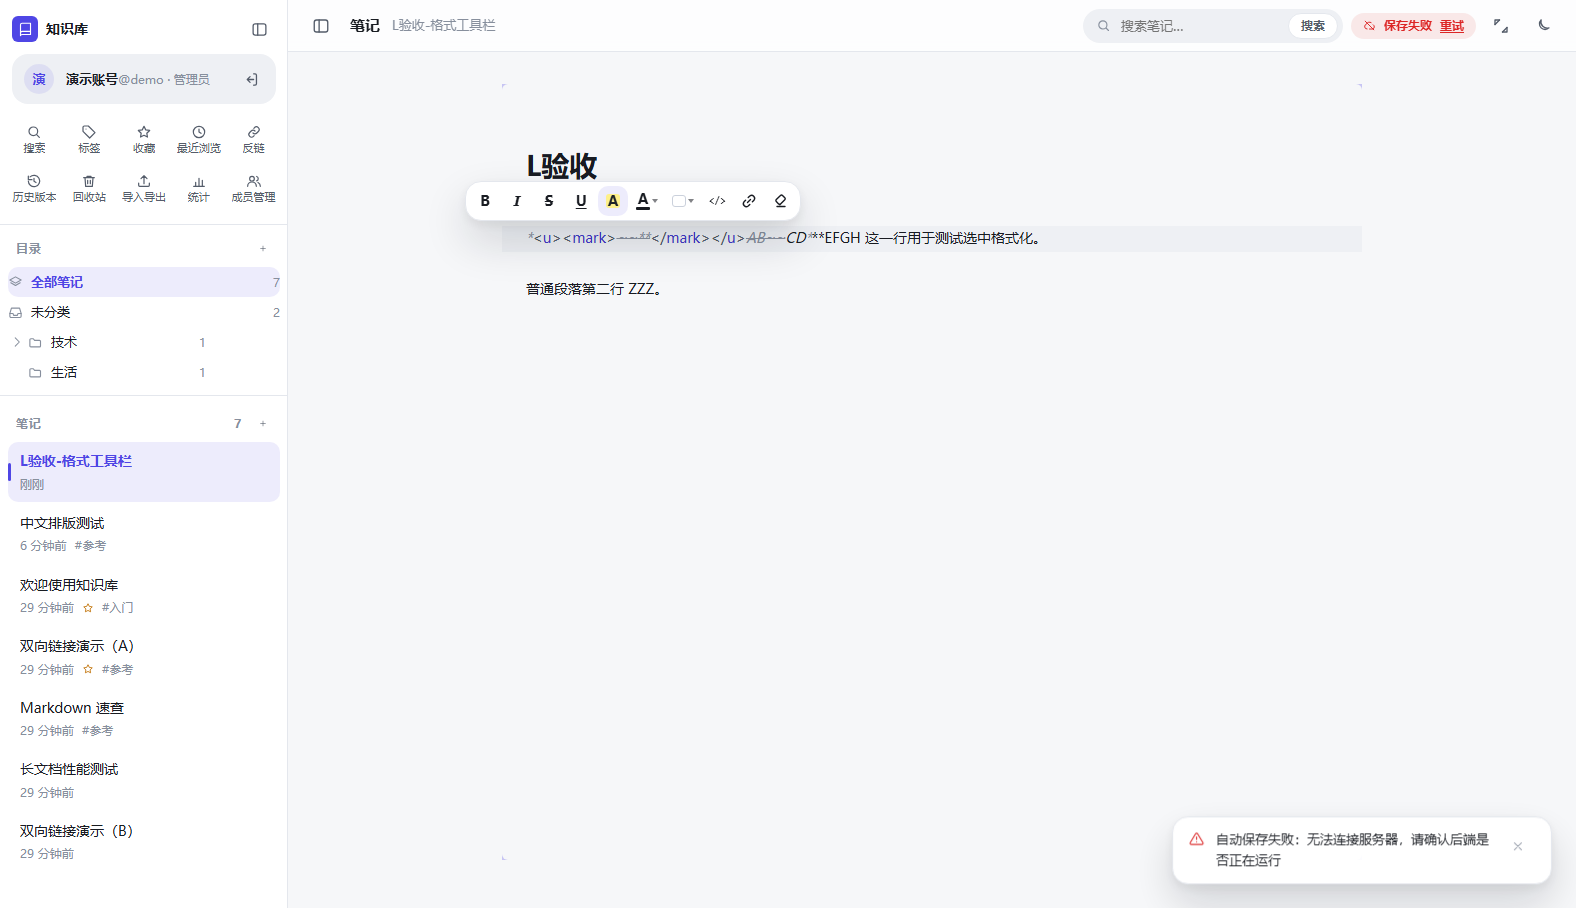 知识库
演 演示账号@demo · 管理员
搜索 标签 收藏 最近浏览 反链
历史版本 回收站 导入导出 统计 成员管理
目录 +
全部笔记 7
未分类 2
技术 1
生活 1
笔记 7 +
L验收-格式工具栏
刚刚
中文排版测试
6 分钟前 #参考
欢迎使用知识库
29 分钟前 #入门
双向链接演示（A）
29 分钟前 #参考
Markdown 速查
29 分钟前 #参考
长文档性能测试
29 分钟前
双向链接演示（B）
29 分钟前
笔记 L验收-格式工具栏
搜索笔记... 搜索
保存失败 重试
L验收
B I S U A A </>
*<u><mark>~~**</mark></u>AB~~CD***EFGH 这一行用于测试选中格式化。
普通段落第二行 ZZZ。
自动保存失败：无法连接服务器，请确认后端是
否正在运行